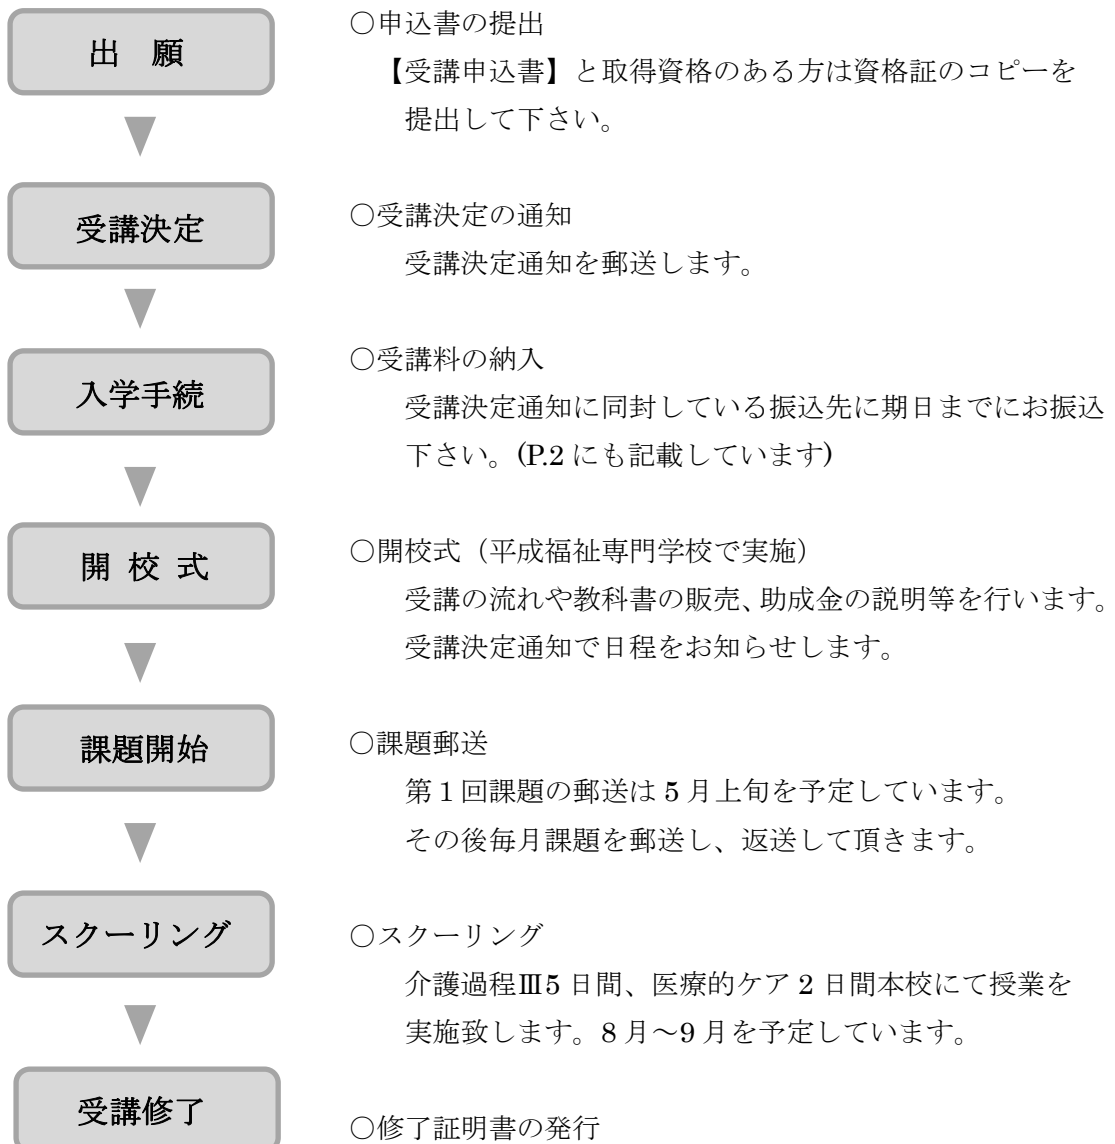 出　願
〇申込書の提出
【受講申込書】と取得資格のある方は資格証のコピーを
提出して下さい。
受講決定
〇受講決定の通知
受講決定通知を郵送します。
入学手続
〇受講料の納入
受講決定通知に同封している振込先に期日までにお振込
下さい。(P.2 にも記載しています)
開 校 式
〇開校式（平成福祉専門学校で実施）
受講の流れや教科書の販売、助成金の説明等を行います。
受講決定通知で日程をお知らせします。
課題開始
〇課題郵送
第１回課題の郵送は 5 月上旬を予定しています。
その後毎月課題を郵送し、返送して頂きます。
スクーリング
〇スクーリング
介護過程Ⅲ5 日間、医療的ケア 2 日間本校にて授業を
実施致します。8 月～9 月を予定しています。
受講修了
〇修了証明書の発行